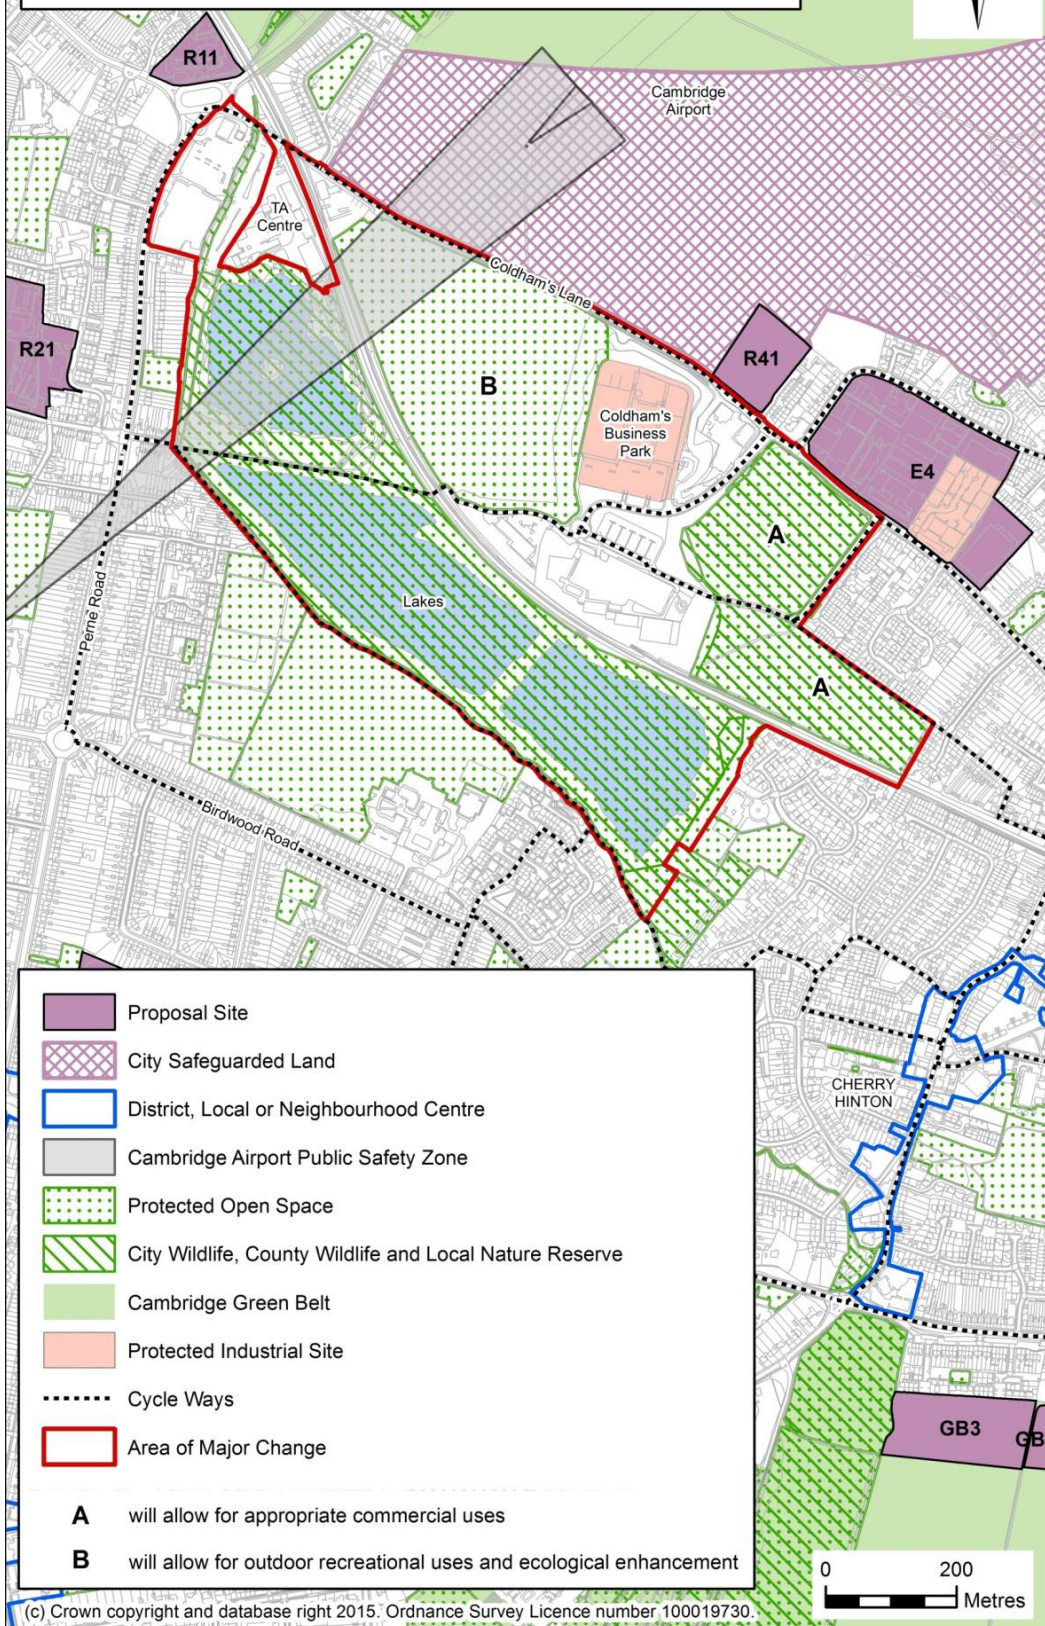 R11
Cambridge
Airport
TA
Centre
Coldham's Lane
R21
B
R41
Coldham's
Business
Park
E4
A
Perne Road
Lakes
A
Birdwood Road
CHERRY
HINTON
GB3
GB
Proposal Site
City Safeguarded Land
District, Local or Neighbourhood Centre
Cambridge Airport Public Safety Zone
Protected Open Space
City Wildlife, County Wildlife and Local Nature Reserve
Cambridge Green Belt
Protected Industrial Site
Cycle Ways
Area of Major Change
A will allow for appropriate commercial uses
B will allow for outdoor recreational uses and ecological enhancement
0 200
Metres
(c) Crown copyright and database right 2015. Ordnance Survey Licence number 100019730.